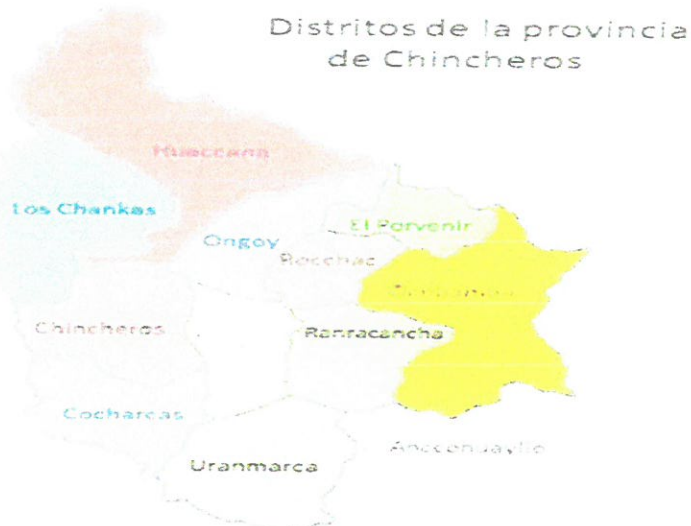 Distritos de la provincia
de Chincheros
Huaccana
Los Chankas
El Porvenir
Ongoy
Rocchac
Ranracancha
Chincheros
Cocharcas
Uranmarca